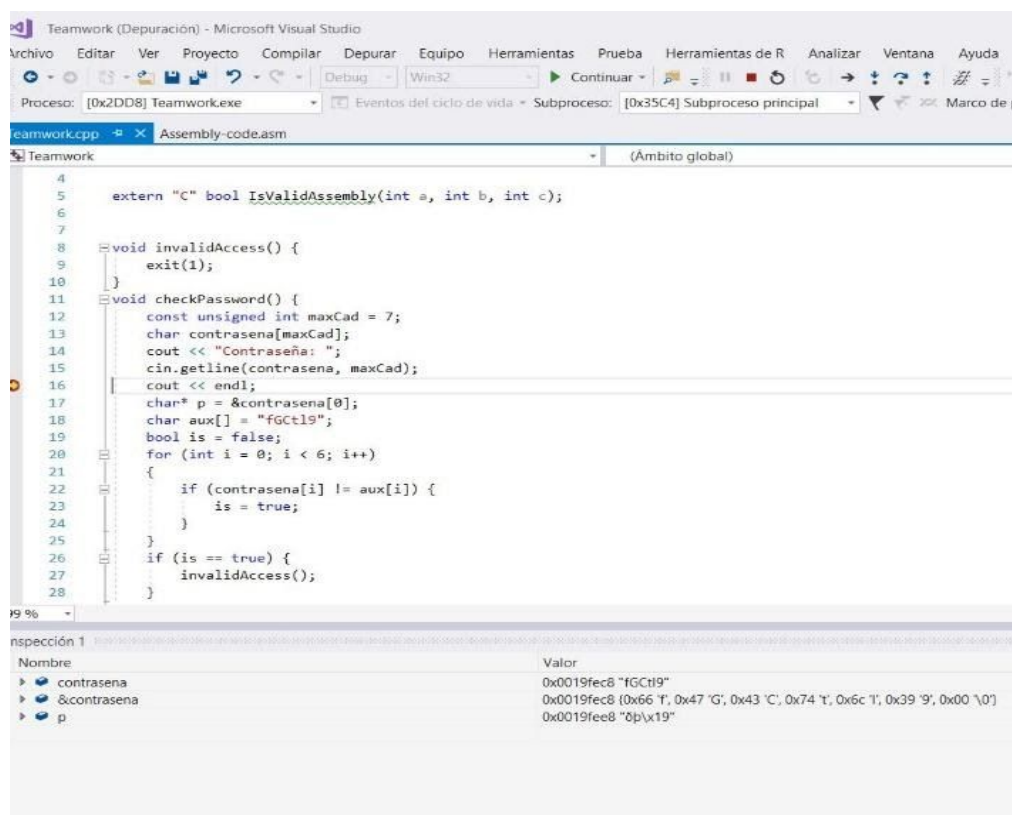 Teamwork (Depuración) - Microsoft Visual Studio
Archivo Editar Ver Proyecto Compilar Depurar Equipo Herramientas Prueba Herramientas de R Analizar Ventana Ayuda
Debug Win32 Continuar
Proceso: [0x2DD8] Teamwork.exe Eventos del ciclo de vida Subproceso: [0x35C4] Subproceso principal Marco de
Teamwork.cpp Assembly-code.asm
Teamwork (Ámbito global)
4
5 extern "C" bool IsValidAssembly(int a, int b, int c);
6
7
8 void invalidAccess() {
9 exit(1);
10 }
11 void checkPassword() {
12 const unsigned int maxCad = 7;
13 char contrasena[maxCad];
14 cout << "Contraseña: ";
15 cin.getline(contrasena, maxCad);
16 cout << endl;
17 char* p = &contrasena[0];
18 char aux[] = "fGCtl9";
19 bool is = false;
20 for (int i = 0; i < 6; i++)
21 {
22 if (contrasena[i] != aux[i]) {
23 is = true;
24 }
25 }
26 if (is == true) {
27 invalidAccess();
28 }
99 %
Inspección 1
Nombre Valor
contrasena 0x0019fec8 "fGCtl9"
&contrasena 0x0019fec8 {0x66 'f', 0x47 'G', 0x43 'C', 0x74 't', 0x6c 'l', 0x39 '9', 0x00 '\0'}
p 0x0019fee8 "ðþ\x19"